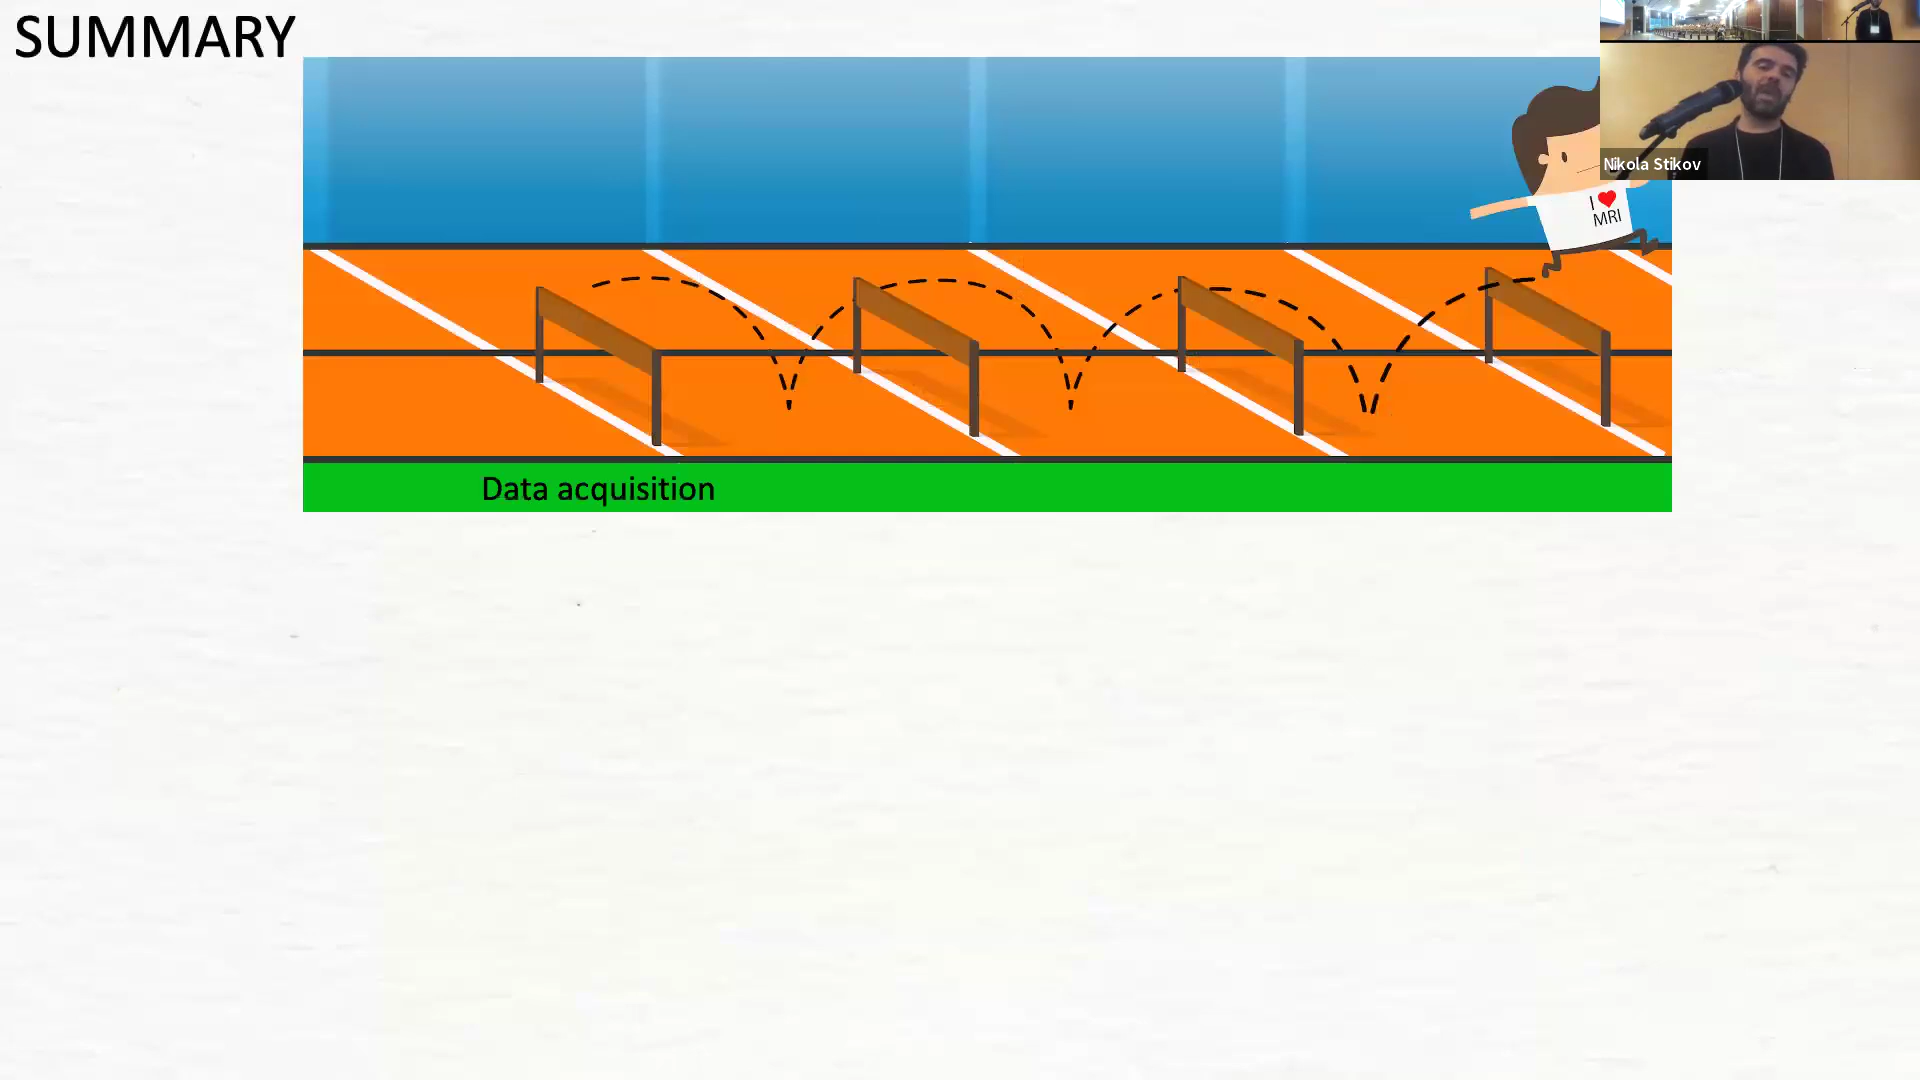 SUMMARY
Nikola Stikov
I ❤
MRI
Data acquisition